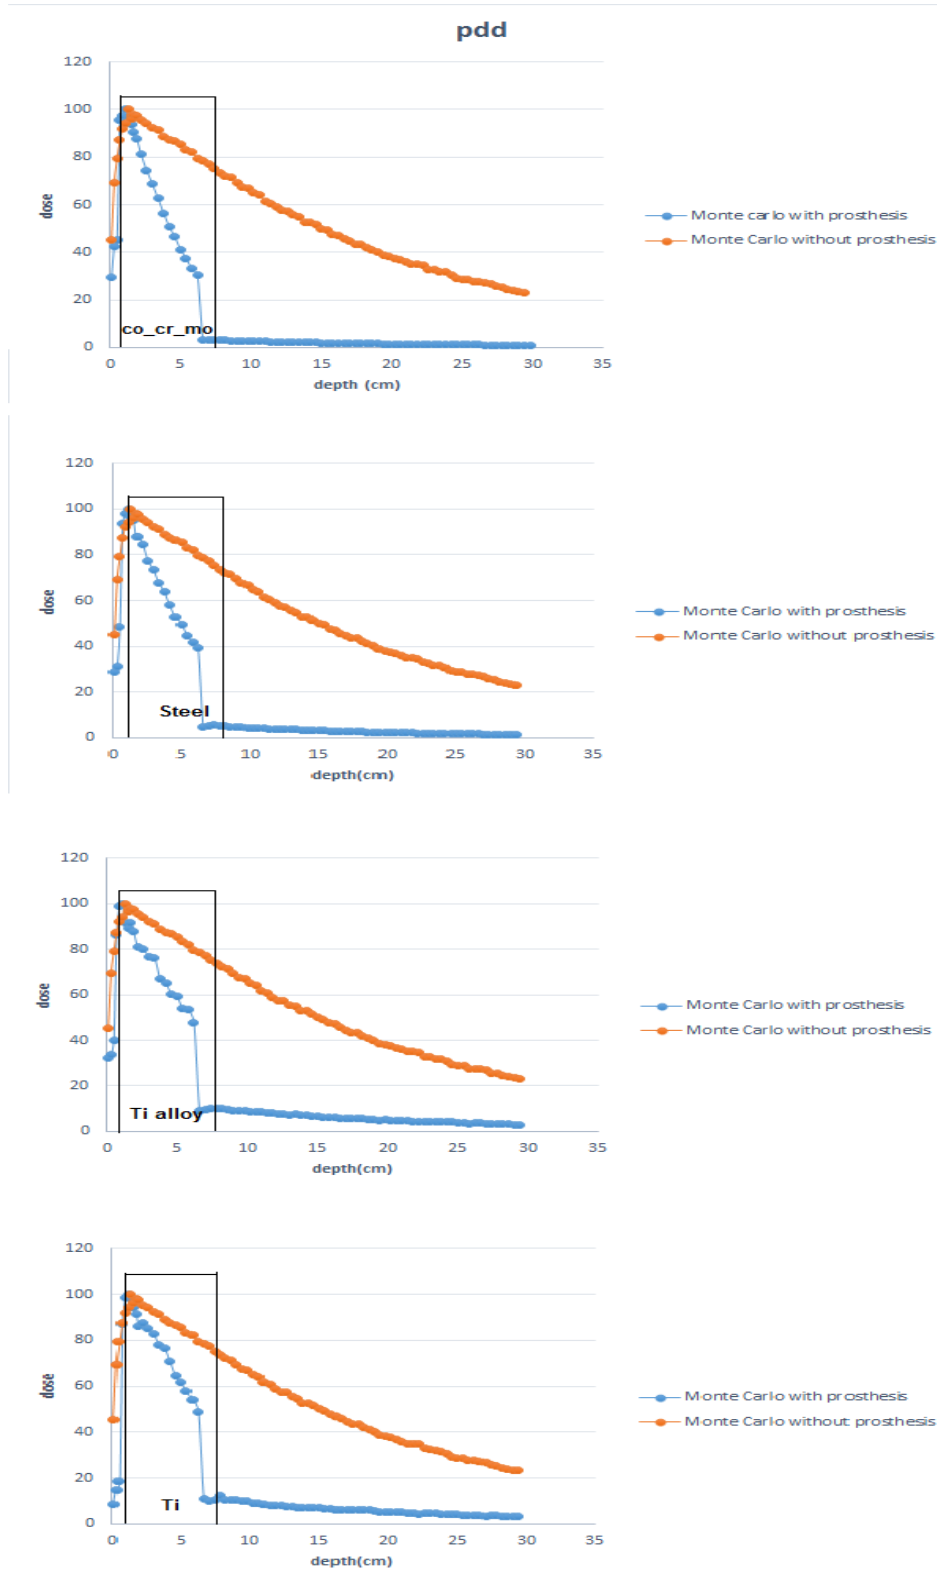 pdd
120
100
80
60
40
20
0
dose
co_cr_mo
0 5 10 15 20 25 30 35
depth (cm)
Monte carlo with prosthesis
Monte Carlo without prosthesis
120
100
80
60
40
20
0
dose
Steel
0 5 10 15 20 25 30 35
depth(cm)
Monte Carlo with prosthesis
Monte Carlo without prosthesis
120
100
80
60
40
20
0
dose
Ti alloy
0 5 10 15 20 25 30 35
depth(cm)
Monte Carlo with prosthesis
Monte Carlo without prosthesis
120
100
80
60
40
20
0
dose
Ti
0 5 10 15 20 25 30 35
depth(cm)
Monte Carlo with prosthesis
Monte Carlo without prosthesis